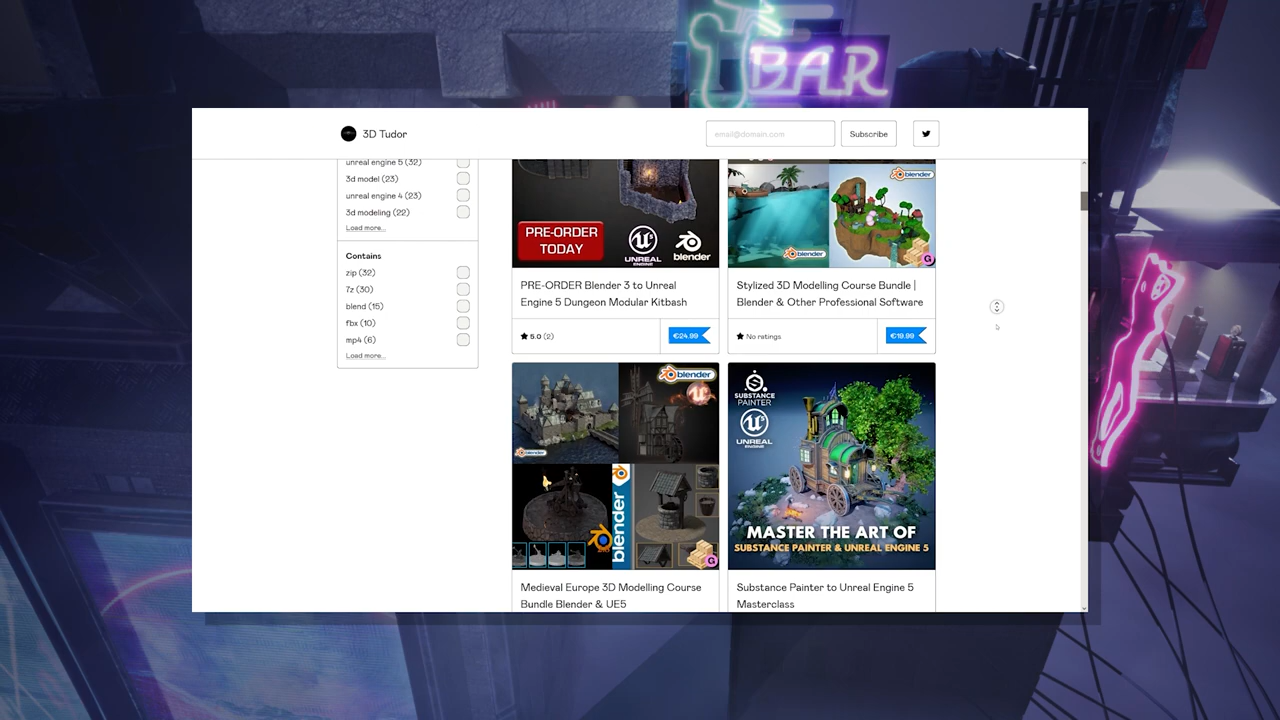 BAR
3D Tudor
email@domain.com
Subscribe
unreal engine 5 (32)
3d model (23)
unreal engine 4 (23)
3d modeling (22)
Load more...
Contains
zip (32)
7z (30)
blend (15)
fbx (10)
mp4 (6)
Load more...
PRE-ORDER
TODAY
UNREAL
ENGINE
blender
PRE-ORDER Blender 3 to Unreal
Engine 5 Dungeon Modular Kitbash
5.0 (2)
€24.99
blender
blender
G
Stylized 3D Modelling Course Bundle |
Blender & Other Professional Software
No ratings
€19.99
blender
blender
blender
G
Medieval Europe 3D Modelling Course
Bundle Blender & UE5
SUBSTANCE
PAINTER
UNREAL
ENGINE
MASTER THE ART OF
SUBSTANCE PAINTER & UNREAL ENGINE 5
Substance Painter to Unreal Engine 5
Masterclass